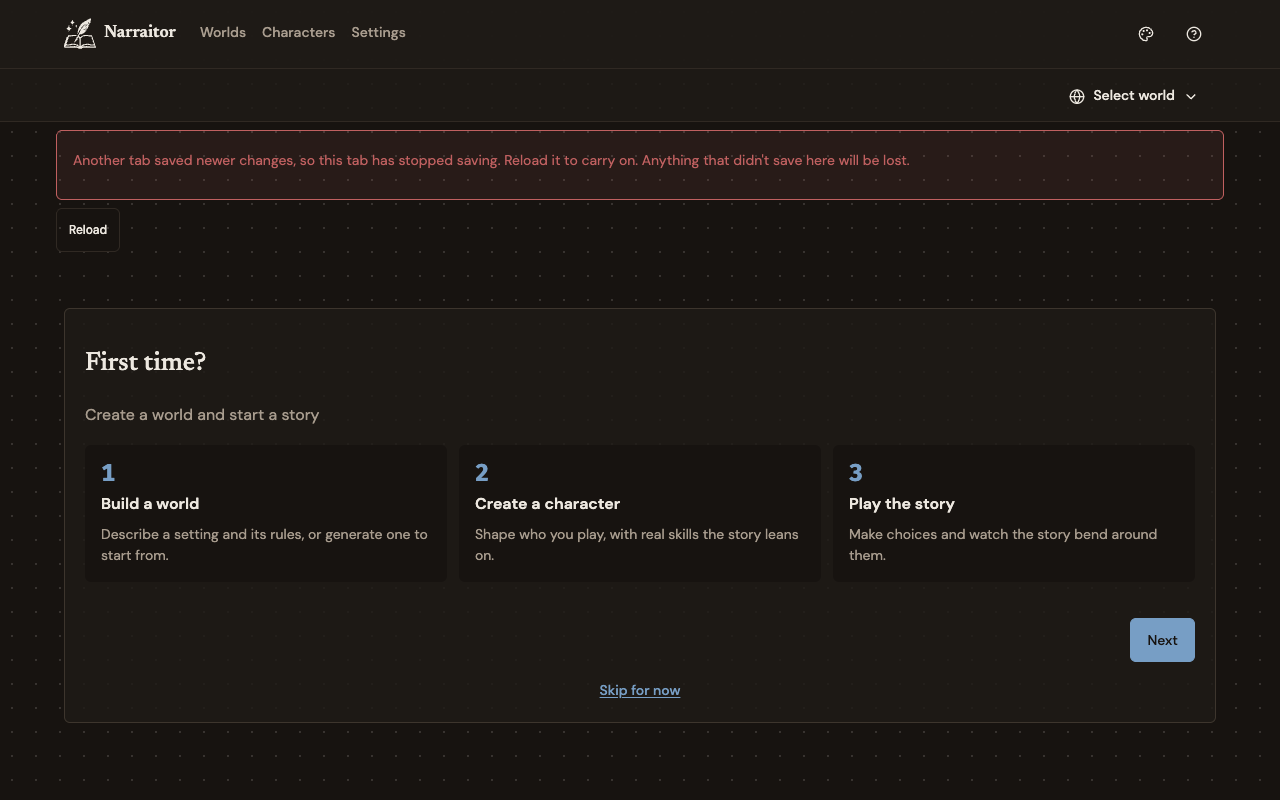 Narraitor
Worlds
Characters
Settings
Select world
Another tab saved newer changes, so this tab has stopped saving. Reload it to carry on. Anything that didn't save here will be lost.
Reload
First time?
Create a world and start a story
1
Build a world
Describe a setting and its rules, or generate one to
start from.
2
Create a character
Shape who you play, with real skills the story leans
on.
3
Play the story
Make choices and watch the story bend around
them.
Next
Skip for now